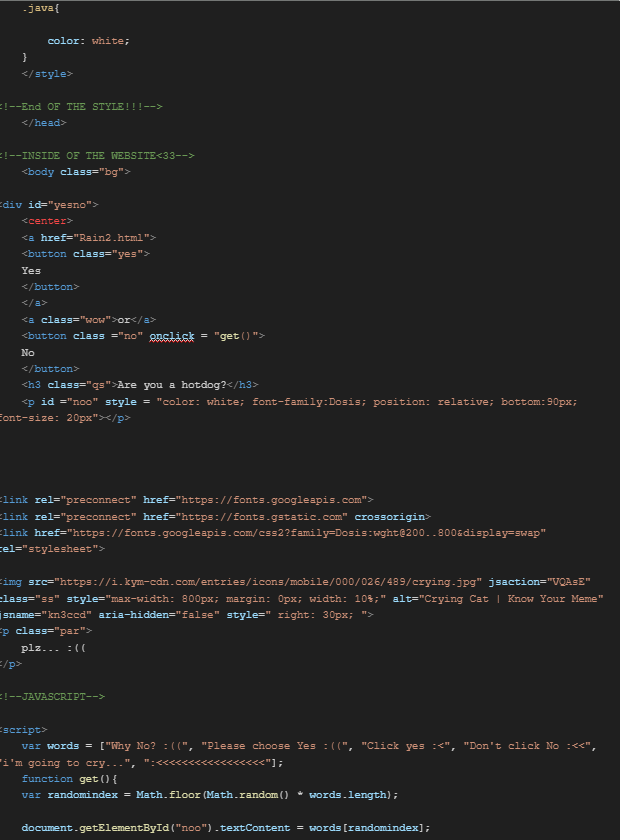 .java{
color: white;
}
</style>
<!--End OF THE STYLE!!!-->
</head>
<!--INSIDE OF THE WEBSITE<33-->
<body class="bg">
<div id="yesno">
<center>
<a href="Rain2.html">
<button class="yes">
Yes
</button>
</a>
<a class="wow">or</a>
<button class ="no" onclick = "get()">
No
</button>
<h3 class="qs">Are you a hotdog?</h3>
<p id ="noo" style = "color: white; font-family:Dosis; position: relative; bottom:90px;
font-size: 20px"></p>
<link rel="preconnect" href="https://fonts.googleapis.com">
<link rel="preconnect" href="https://fonts.gstatic.com" crossorigin>
<link href="https://fonts.googleapis.com/css2?family=Dosis:wght@200..800&display=swap"
rel="stylesheet">
<img src="https://i.kym-cdn.com/entries/icons/mobile/000/026/489/crying.jpg" jsaction="VQAsE"
class="ss" style="max-width: 800px; margin: 0px; width: 10%;" alt="Crying Cat | Know Your Meme"
jsname="kn3ccd" aria-hidden="false" style=" right: 30px; ">
<p class="par">
plz... :((
</p>
<!--JAVASCRIPT-->
<script>
var words = ["Why No? :((", "Please choose Yes :((", "Click yes :<", "Don't click No :<<",
"i'm going to cry...", ":<<<<<<<<<<<<<<<<<"];
function get(){
var randomindex = Math.floor(Math.random() * words.length);
document.getElementById("noo").textContent = words[randomindex];